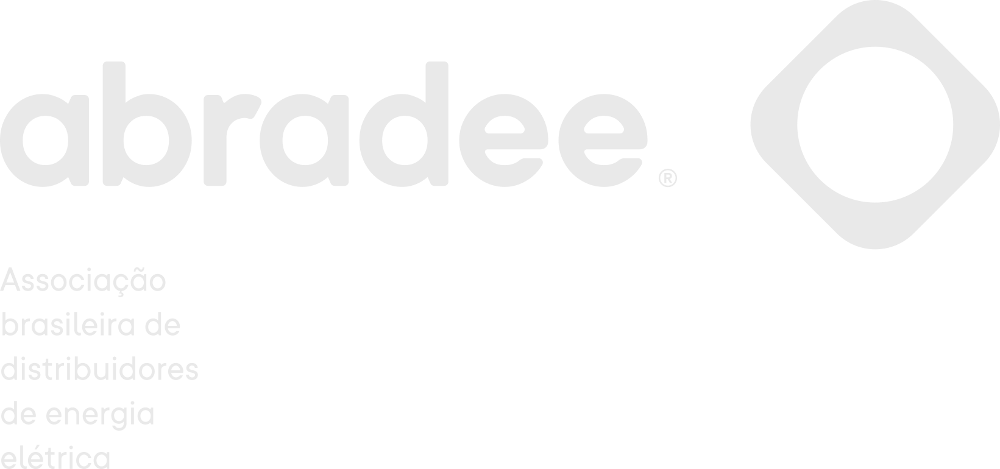 abradee®
Associação
brasileira de
distribuidores
de energia
elétrica